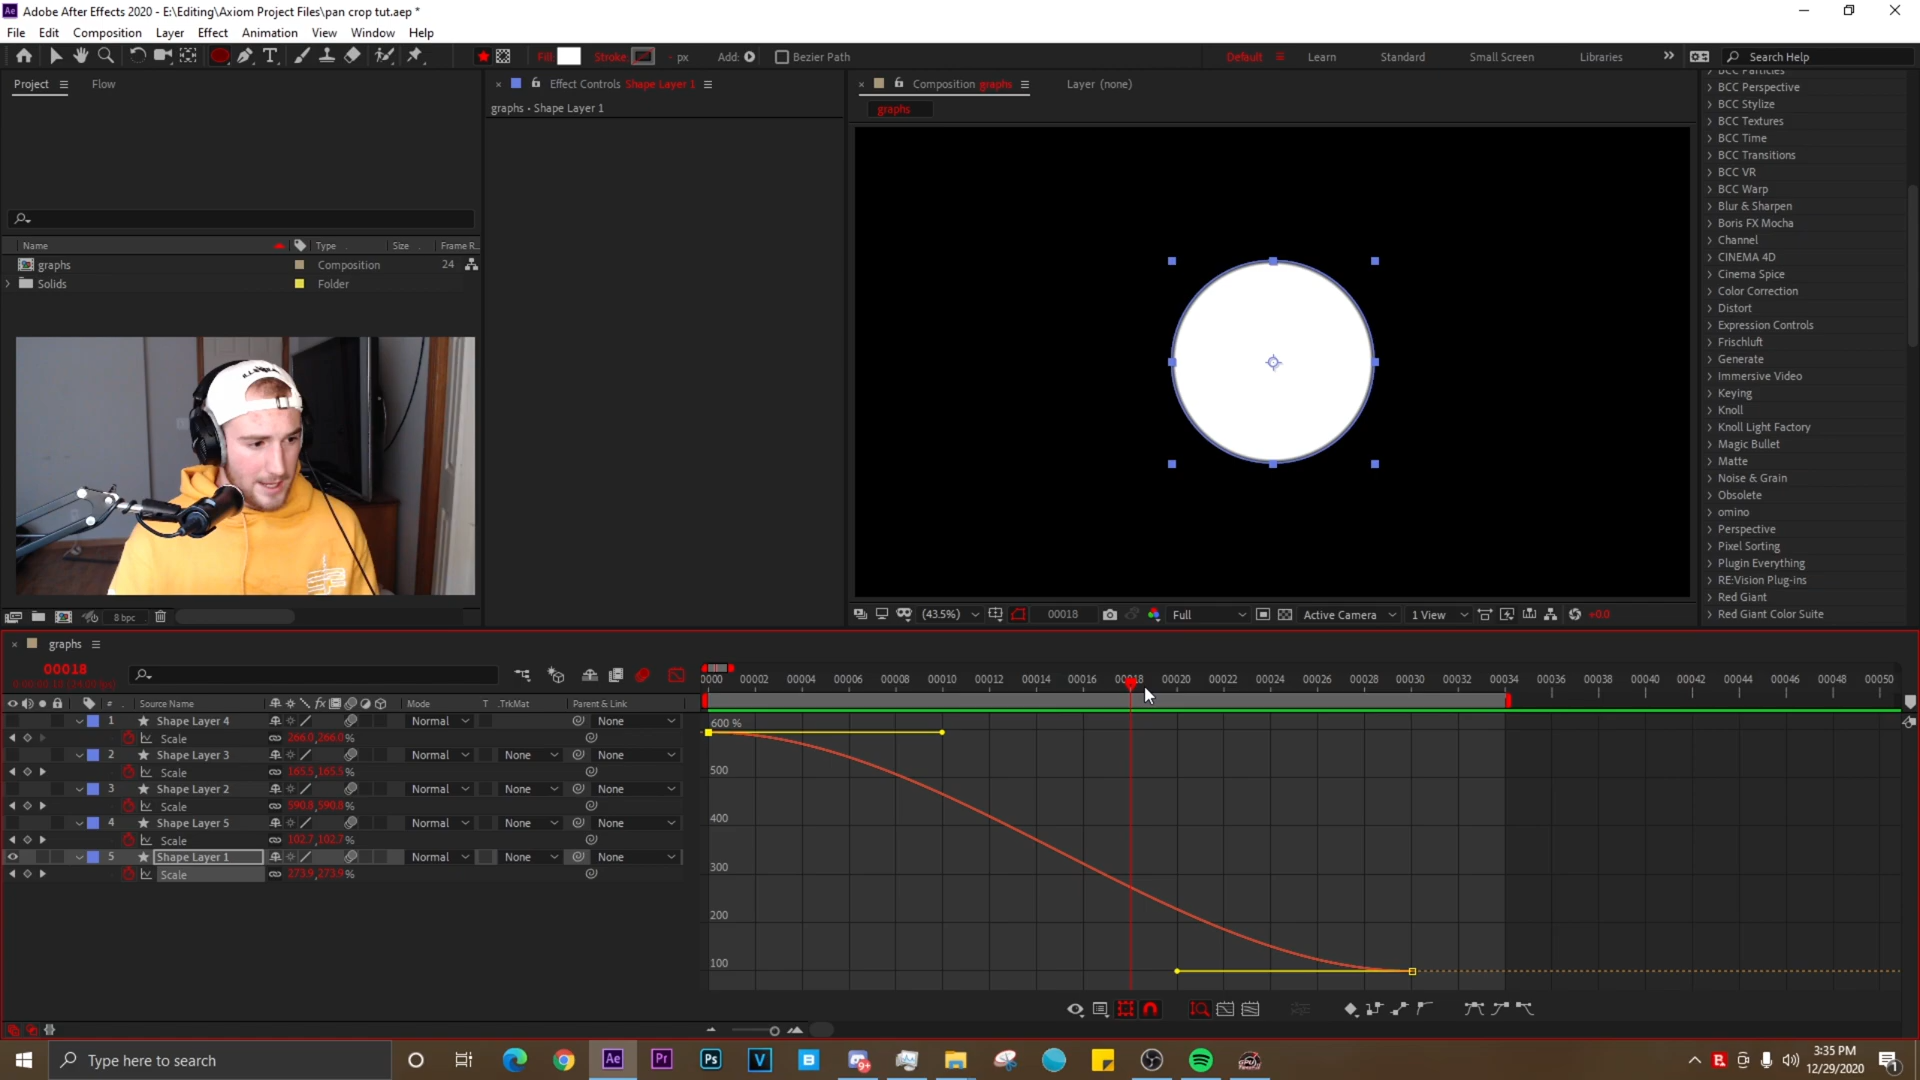 Adobe After Effects 2020 - E:\Editing\Axiom Project Files\pan crop tut.aep *
File Edit Composition Layer Effect Animation View Window Help
Fill Stroke - px Add: Bezier Path Default Learn Standard Small Screen Libraries Search Help
Project Flow
Effect Controls Shape Layer 1
graphs • Shape Layer 1
Composition graphs Layer (none)
graphs
Name Type Size Frame R...
graphs Composition 24
Solids Folder
BCC Particles
BCC Perspective
BCC Stylize
BCC Textures
BCC Time
BCC Transitions
BCC VR
BCC Warp
Blur & Sharpen
Boris FX Mocha
Channel
CINEMA 4D
Cinema Spice
Color Correction
Distort
Expression Controls
Frischluft
Generate
Immersive Video
Keying
Knoll
Knoll Light Factory
Magic Bullet
Matte
Noise & Grain
Obsolete
omino
Perspective
Pixel Sorting
Plugin Everything
RE:Vision Plug-ins
Red Giant
Red Giant Color Suite
8 bpc
(43.5%) 00018 Full Active Camera 1 View +0.0
graphs
00018
0000 00002 00004 00006 00008 00010 00012 00014 00016 00018 00020 00022 00024 00026 00028 00030 00032 00034 00036 00038 00040 00042 00044 00046 00048 00050
# Source Name Mode T .TrkMat Parent & Link
1 Shape Layer 4 Normal None
Scale 266.0,266.0%
2 Shape Layer 3 Normal None None
Scale 165.5,165.5%
3 Shape Layer 2 Normal None None
Scale 590.8,590.8%
4 Shape Layer 5 Normal None None
Scale 102.7,102.7%
5 Shape Layer 1 Normal None None
Scale 273.9,273.9%
600 %
500
400
300
200
100
Type here to search
Ae Pr Ps V B
3:35 PM
12/29/2020